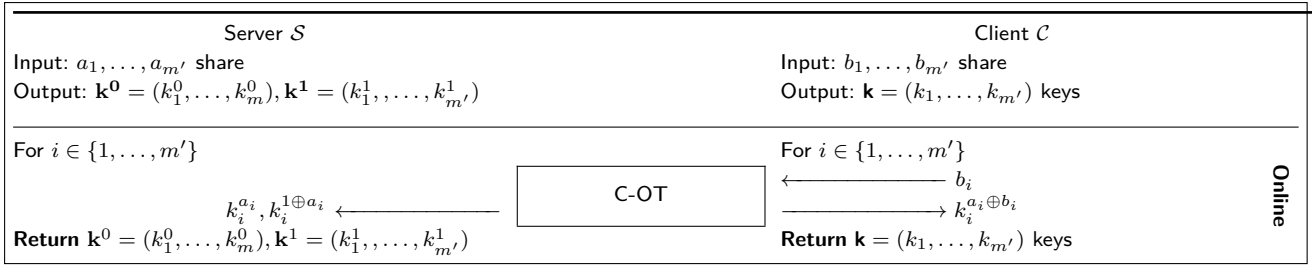 Server 𝒮
Input: a_1, …, a_{m′} share
Output: k^0 = (k_1^0, …, k_m^0), k^1 = (k_1^1, , …, k_{m′}^1)
Client 𝒞
Input: b_1, …, b_{m′} share
Output: k = (k_1, …, k_{m′}) keys
For i ∈ {1, …, m′}
k_i^{a_i}, k_i^{1⊕a_i} ←
Return k^0 = (k_1^0, …, k_m^0), k^1 = (k_1^1, , …, k_{m′}^1)
C-OT
For i ∈ {1, …, m′}
← b_i
→ k_i^{a_i⊕b_i}
Return k = (k_1, …, k_{m′}) keys
Online